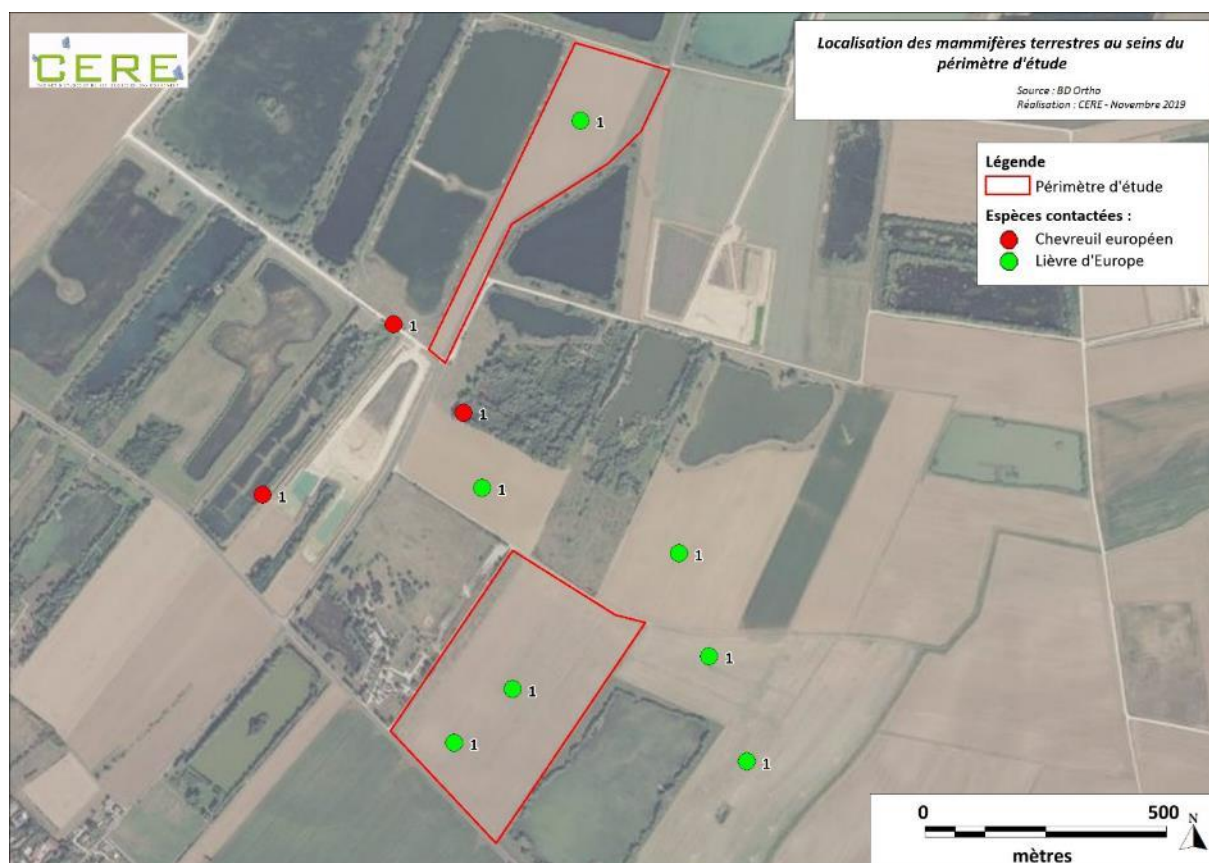 CERE
Localisation des mammifères terrestres au seins du
périmètre d'étude
Source : BD Ortho
Réalisation : CERE - Novembre 2019
Légende
Périmètre d'étude
Espèces contactées :
Chevreuil européen
Lièvre d'Europe
1
1
1
1
1
1
1
1
1
1
0
500
mètres
N